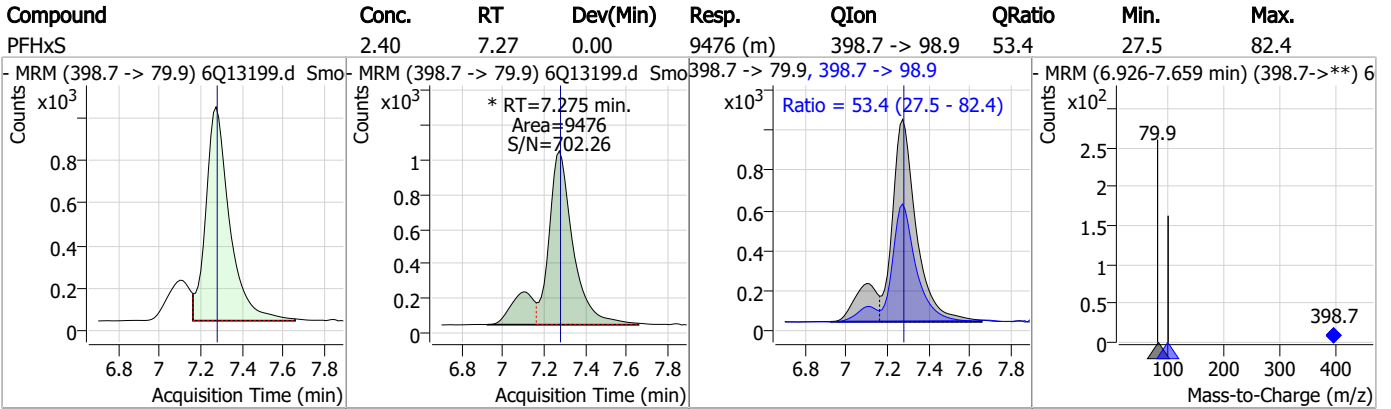 Compound Conc. RT Dev(Min) Resp. QIon QRatio Min. Max.
PFHxS 2.40 7.27 0.00 9476 (m) 398.7 -> 98.9 53.4 27.5 82.4
- MRM (398.7 -> 79.9) 6Q13199.d Smo
Counts
x10³
0.8
0.6
0.4
0.2
0
6.8 7 7.2 7.4 7.6 7.8
Acquisition Time (min)
- MRM (398.7 -> 79.9) 6Q13199.d Smo
Counts
x10³
* RT=7.275 min.
Area=9476
S/N=702.26
1
0.8
0.6
0.4
0.2
0
6.8 7 7.2 7.4 7.6 7.8
Acquisition Time (min)
398.7 -> 79.9, 398.7 -> 98.9
x10³
Ratio = 53.4 (27.5 - 82.4)
0.8
0.6
0.4
0.2
0
6.8 7 7.2 7.4 7.6 7.8
Acquisition Time (min)
- MRM (6.926-7.659 min) (398.7->**) 6
Counts
x10²
79.9
2.5
2
1.5
1
0.5
0
398.7
100 200 300 400
Mass-to-Charge (m/z)